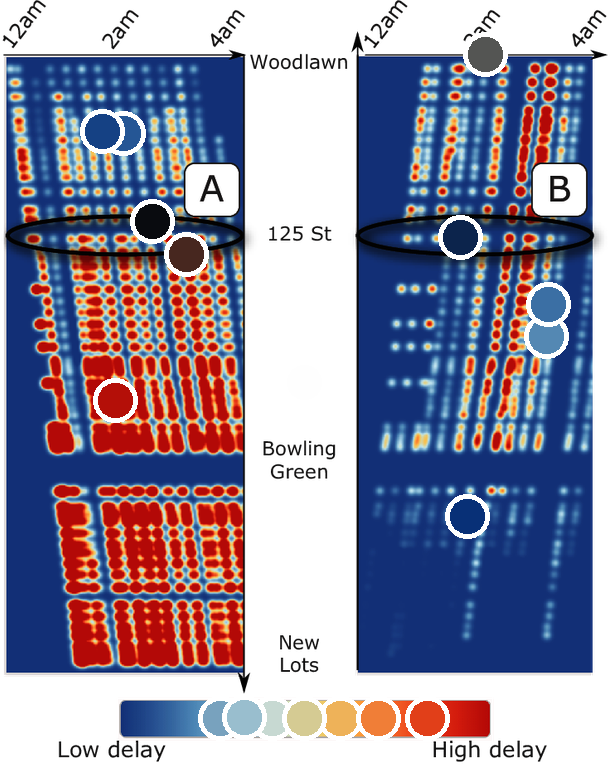 12am 2am 4am
12am 2am 4am
Woodlawn
A
B
125 St
Bowling
Green
New
Lots
Low delay
High delay